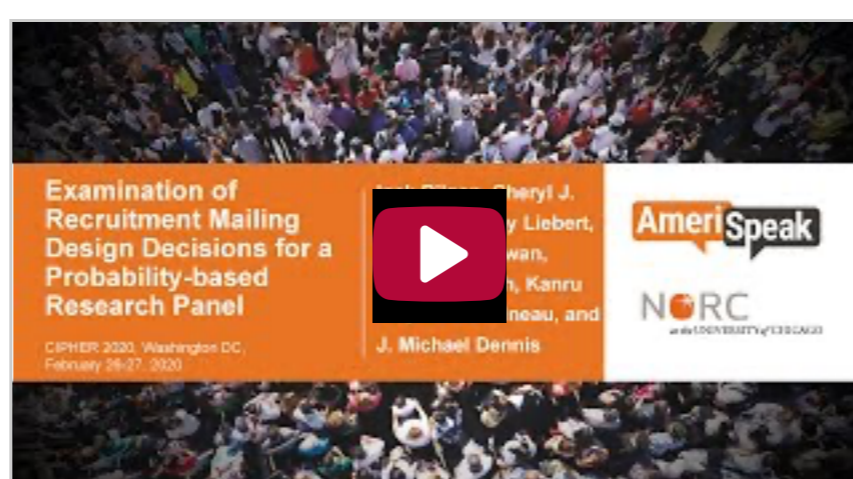 Examination of
Recruitment Mailing
Design Decisions for a
Probability-based
Research Panel
CIPHER 2020, Washington DC,
February 26-27, 2020
Cheryl J.
Liebert,
Kanru
and
J. Michael Dennis
AmeriSpeak
NORC
at the UNIVERSITY of CHICAGO